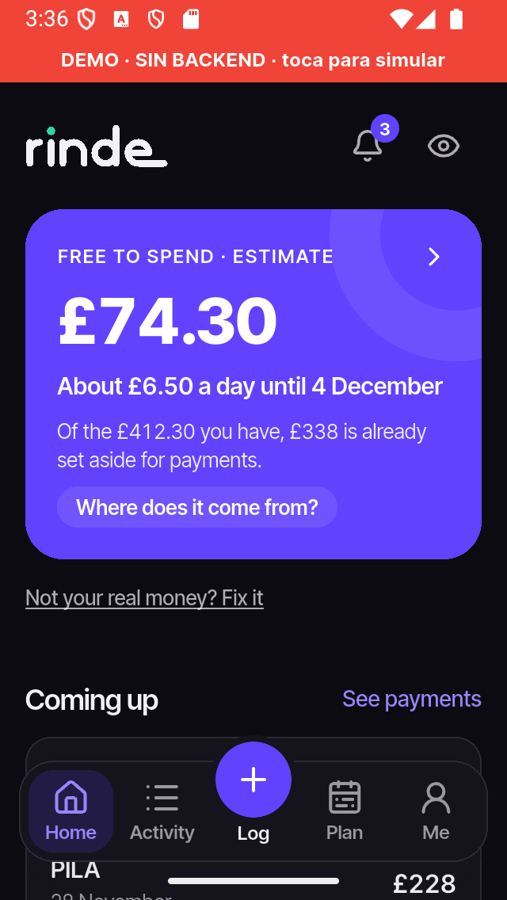 3:36
DEMO · SIN BACKEND · toca para simular
rinde
3
FREE TO SPEND · ESTIMATE
£74.30
About £6.50 a day until 4 December
Of the £412.30 you have, £338 is already
set aside for payments.
Where does it come from?
Not your real money? Fix it
Coming up
See payments
Home
Activity
Log
Plan
Me
PILA
£228
28 November